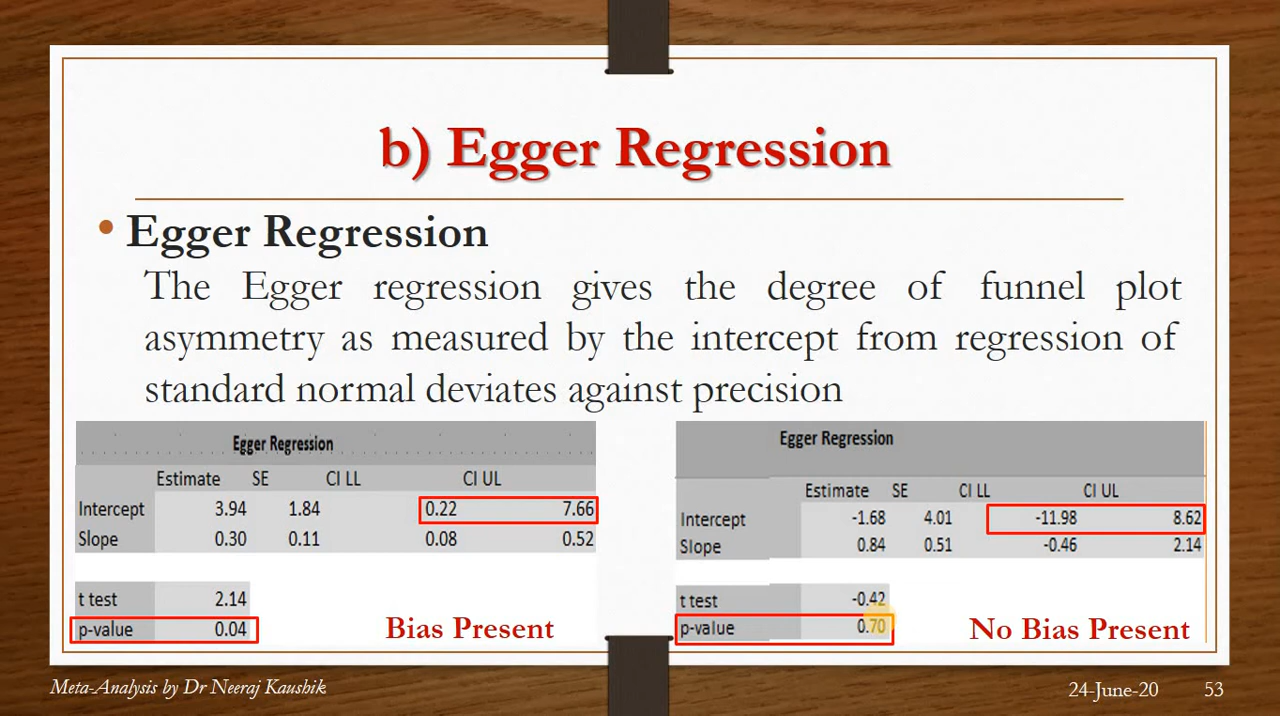 b) Egger Regression
• Egger Regression
The Egger regression gives the degree of funnel plot
asymmetry as measured by the intercept from regression of
standard normal deviates against precision
Egger Regression
Estimate SE CI LL CI UL
Intercept 3.94 1.84 0.22 7.66
Slope 0.30 0.11 0.08 0.52
t test 2.14
p-value 0.04
Bias Present
Egger Regression
Estimate SE CI LL CI UL
Intercept -1.68 4.01 -11.98 8.62
Slope 0.84 0.51 -0.46 2.14
t test -0.42
p-value 0.70
No Bias Present
Meta-Analysis by Dr Neeraj Kaushik 24-June-20 53